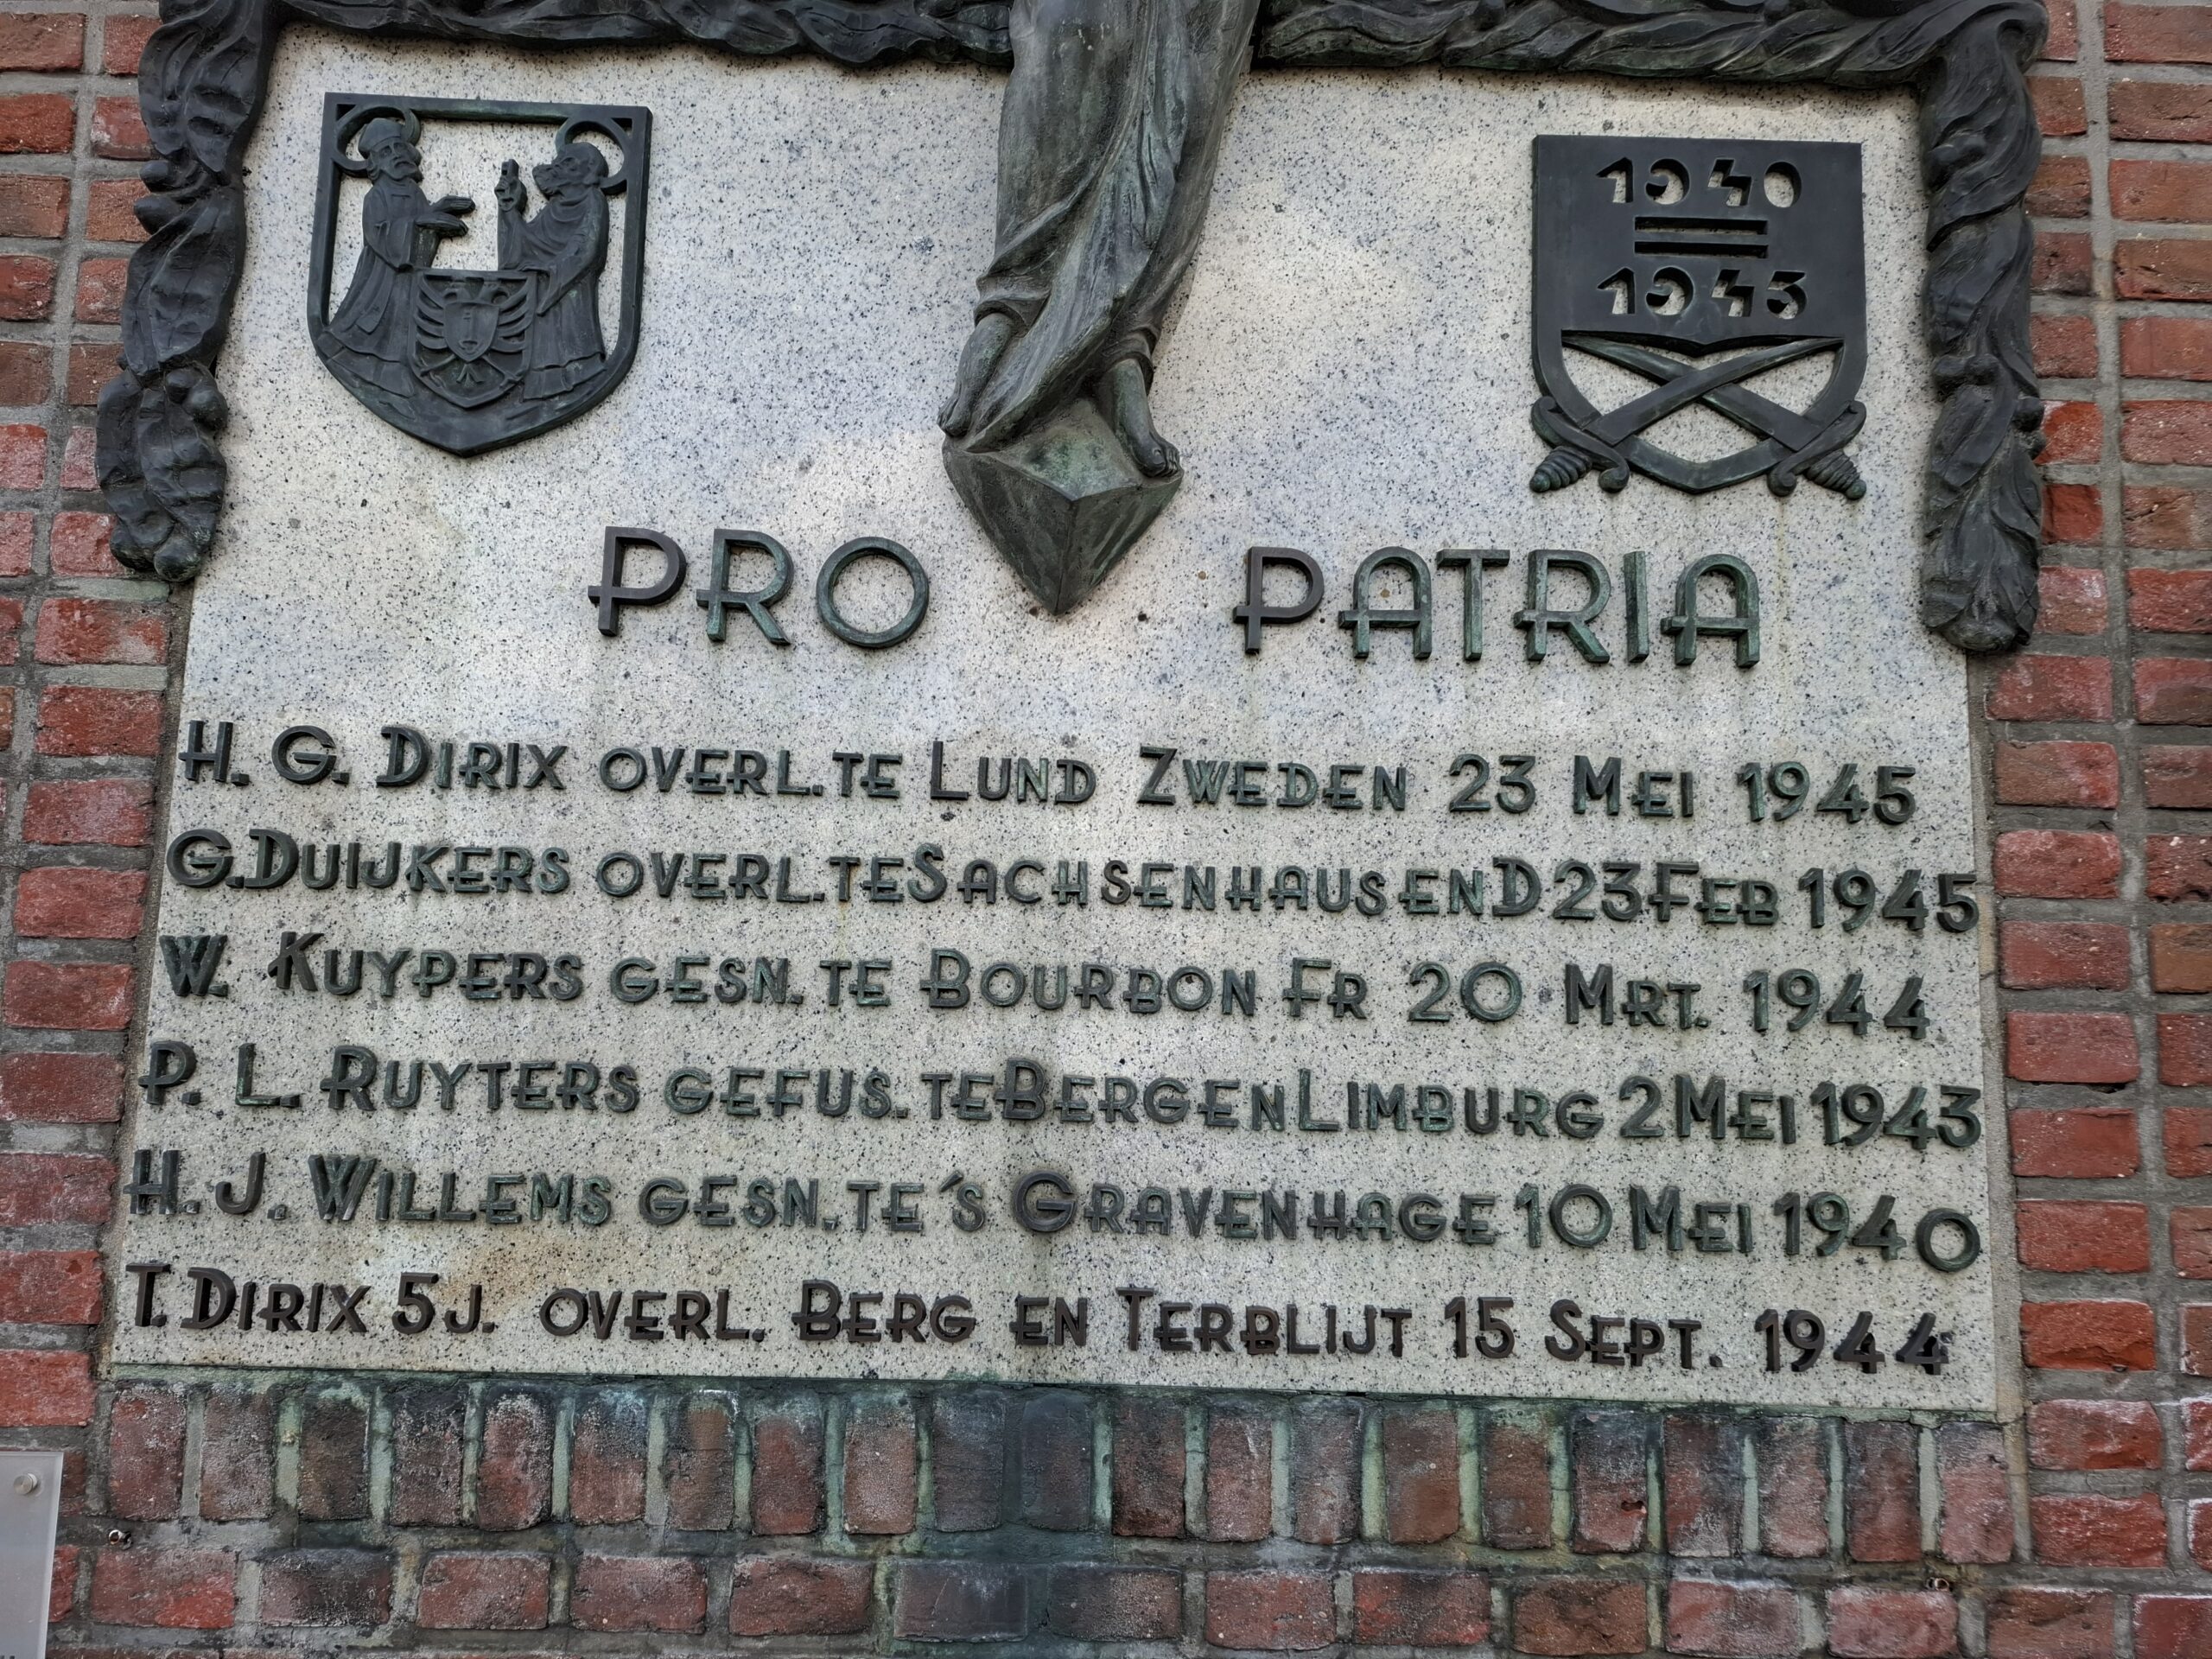 1940
1945
PRO PATRIA
H. G. DIRIX OVERL. TE LUND ZWEDEN 23 MEI 1945
G. DUIJKERS OVERL. TE SACHSENHAUSEN D 23 FEB 1945
W. KUYPERS GESN. TE BOURBON FR 20 MRT. 1944
P. L. RUYTERS GEFUS. TE BERGEN LIMBURG 2 MEI 1943
H. J. WILLEMS GESN. TE 'S GRAVENHAGE 10 MEI 1940
T. DIRIX 5 J. OVERL. BERG EN TERBLIJT 15 SEPT. 1944